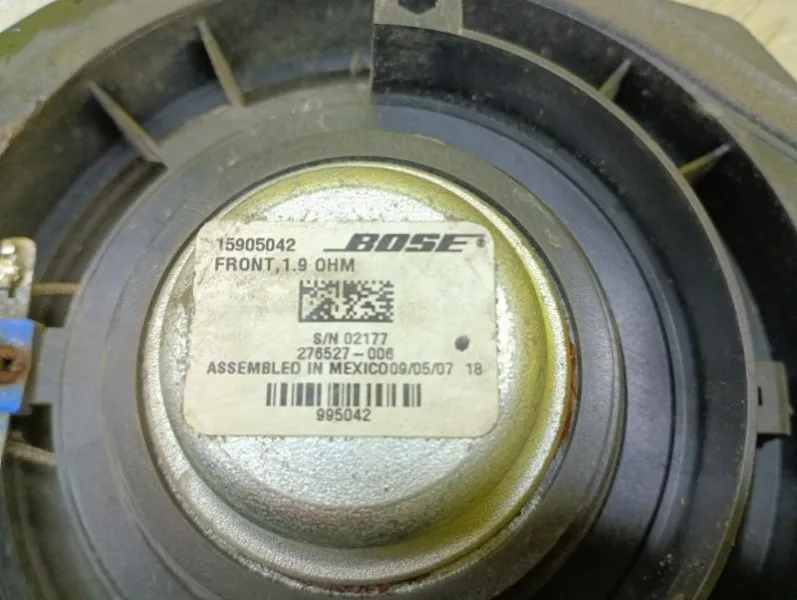 15905042 BOSE®
FRONT,1.9 OHM
S/N 02177
276527-006
ASSEMBLED IN MEXICO09/05/07 18
995042